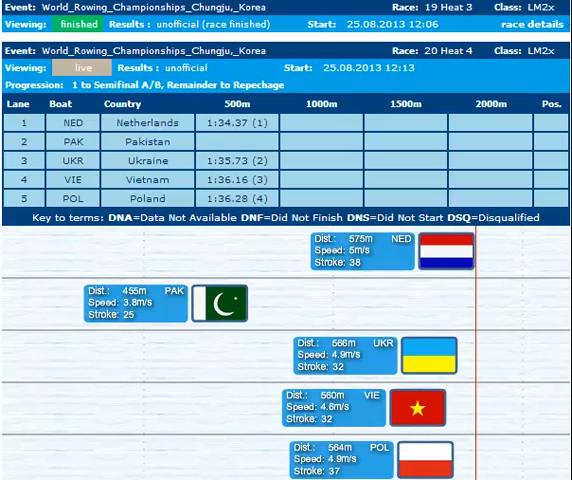 Event: World_Rowing_Championships_Chungju,_Korea Race: 19 Heat 3 Class: LM2x
Viewing: finished Results : unofficial (race finished) Start: 25.08.2013 12:06 race details
Event: World_Rowing_Championships_Chungju,_Korea Race: 20 Heat 4 Class: LM2x
Viewing: live Results : unofficial Start: 25.08.2013 12:13
Progression: 1 to Semifinal A/B, Remainder to Repechage
Lane Boat Country 500m 1000m 1500m 2000m Pos.
1 NED Netherlands 1:34.37 (1)
2 PAK Pakistan
3 UKR Ukraine 1:35.73 (2)
4 VIE Vietnam 1:36.16 (3)
5 POL Poland 1:36.28 (4)
Key to terms: DNA=Data Not Available DNF=Did Not Finish DNS=Did Not Start DSQ=Disqualified
Dist.: 575m NED
Speed: 5m/s
Stroke: 38
Dist.: 455m PAK
Speed: 3.8m/s
Stroke: 25
Dist.: 566m UKR
Speed: 4.9m/s
Stroke: 32
Dist.: 560m VIE
Speed: 4.6m/s
Stroke: 32
Dist.: 564m POL
Speed: 4.9m/s
Stroke: 37